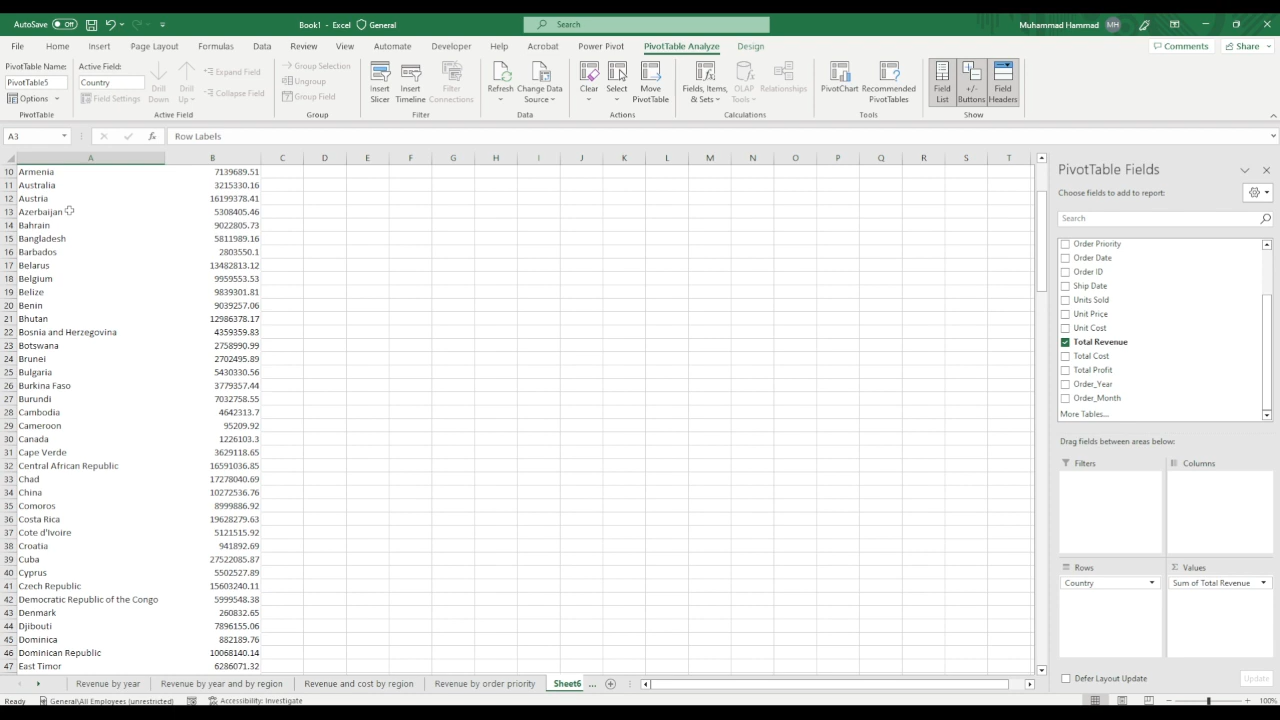 AutoSave Off Book1 - Excel General Search Muhammad Hammad MH
File Home Insert Page Layout Formulas Data Review View Automate Developer Help Acrobat Power Pivot PivotTable Analyze Design Comments Share
PivotTable Name:
PivotTable5
Options
PivotTable
Active Field:
Country
Field Settings
Drill Down
Drill Up
Expand Field
Collapse Field
Active Field
Group Selection
Ungroup
Group Field
Group
Insert Slicer
Insert Timeline
Filter Connections
Filter
Refresh
Change Data Source
Data
Clear
Select
Move PivotTable
Actions
Fields, Items, & Sets
OLAP Tools
Relationships
Calculations
PivotChart
Recommended PivotTables
Tools
Field List
+/- Buttons
Field Headers
Show
A3 fx Row Labels
A B C D E F G H I J K L M N O P Q R S T
10 Armenia 7139689.51
11 Australia 3215330.16
12 Austria 16199378.41
13 Azerbaijan 5308405.46
14 Bahrain 9022805.73
15 Bangladesh 5811989.16
16 Barbados 2803550.1
17 Belarus 13482813.12
18 Belgium 9959553.53
19 Belize 9839301.81
20 Benin 9039257.06
21 Bhutan 12986378.17
22 Bosnia and Herzegovina 4359359.83
23 Botswana 2758990.99
24 Brunei 2702495.89
25 Bulgaria 5430330.56
26 Burkina Faso 3779357.44
27 Burundi 7032758.55
28 Cambodia 4642313.7
29 Cameroon 95209.92
30 Canada 1226103.3
31 Cape Verde 3629118.65
32 Central African Republic 16591036.85
33 Chad 17278040.69
34 China 10272536.76
35 Comoros 8999886.92
36 Costa Rica 19628279.63
37 Cote d'Ivoire 5121515.92
38 Croatia 941892.69
39 Cuba 27522085.87
40 Cyprus 5502527.89
41 Czech Republic 15603240.11
42 Democratic Republic of the Congo 5999548.38
43 Denmark 260832.65
44 Djibouti 7896155.06
45 Dominica 882189.76
46 Dominican Republic 10068140.14
47 East Timor 6286071.32
PivotTable Fields
Choose fields to add to report:
Search
Order Priority
Order Date
Order ID
Ship Date
Units Sold
Unit Price
Unit Cost
Total Revenue
Total Cost
Total Profit
Order_Year
Order_Month
More Tables...
Drag fields between areas below:
Filters
Columns
Rows
Country
Σ Values
Sum of Total Revenue
Defer Layout Update
Update
Revenue by year Revenue by year and by region Revenue and cost by region Revenue by order priority Sheet6 ...
Ready General\All Employees (unrestricted) Accessibility: Investigate 100%